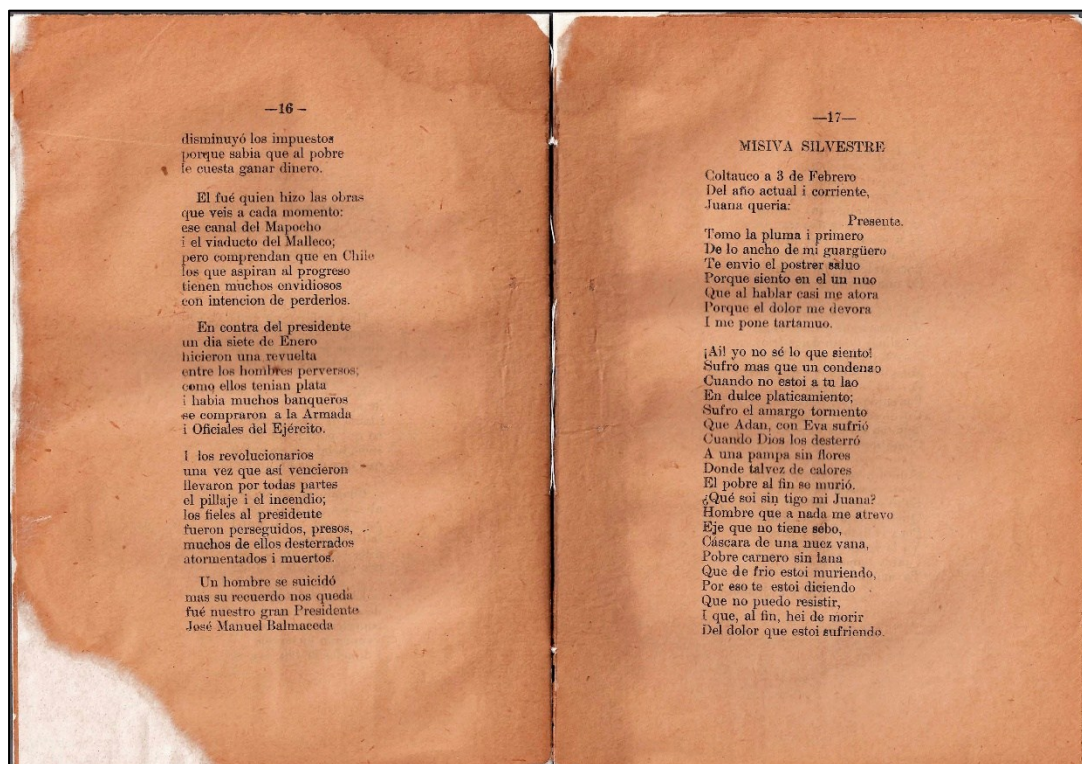 —16–
disminuyó los impuestos
porque sabia que al pobre
le cuesta ganar dinero.
El fué quien hizo las obras
que veis a cada momento:
ese canal del Mapocho
i el viaducto del Malleco;
pero comprendan que en Chile
los que aspiran al progreso
tienen muchos envidiosos
con intencion de perderlos.
En contra del presidente
un dia siete de Enero
hicieron una revuelta
entre los hombres perversos;
como ellos tenian plata
i habia muchos banqueros
se compraron a la Armada
i Oficiales del Ejército.
I los revolucionarios
una vez que así vencieron
llevaron por todas partes
el pillaje i el incendio;
los fieles al presidente
fueron perseguidos, presos,
muchos de ellos desterrados
atormentados i muertos.
Un hombre se suicidó
mas su recuerdo nos queda
fué nuestro gran Presidente
José Manuel Balmaceda
—17—
MISIVA SILVESTRE
Coltauco a 3 de Febrero
Del año actual i corriente,
Juana queria:
Presente.
Tomo la pluma i primero
De lo ancho de mi guargüero
Te envio el postrer saluo
Porque siento en el un nuo
Que al hablar casi me atora
Porque el dolor me devora
I me pone tartamuo.
¡Ai! yo no sé lo que siento!
Sufro mas que un condenao
Cuando no estoi a tu lao
En dulce platicamiento;
Sufro el amargo tormento
Que Adan, con Eva sufrió
Cuando Dios los desterró
A una pampa sin flores
Donde talvez de calores
El pobre al fin se murió.
¿Qué soi sin tigo mi Juana?
Hombre que a nada me atrevo
Eje que no tiene sebo,
Cáscara de una nuez vana,
Pobre carnero sin lana
Que de frio estoi muriendo,
Por eso te estoi diciendo
Que no puedo resistir,
I que, al fin, hei de morir
Del dolor que estoi sufriendo.